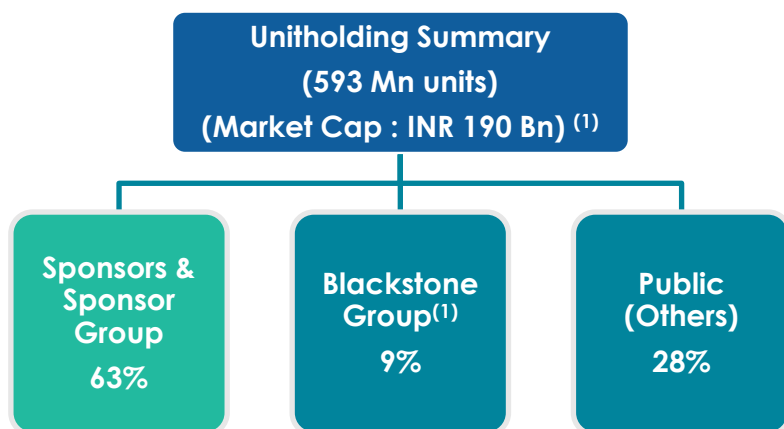 Unitholding Summary
(593 Mn units)
(Market Cap : INR 190 Bn) (1)
Sponsors &
Sponsor
Group
63%
Blackstone
Group(1)
9%
Public
(Others)
28%